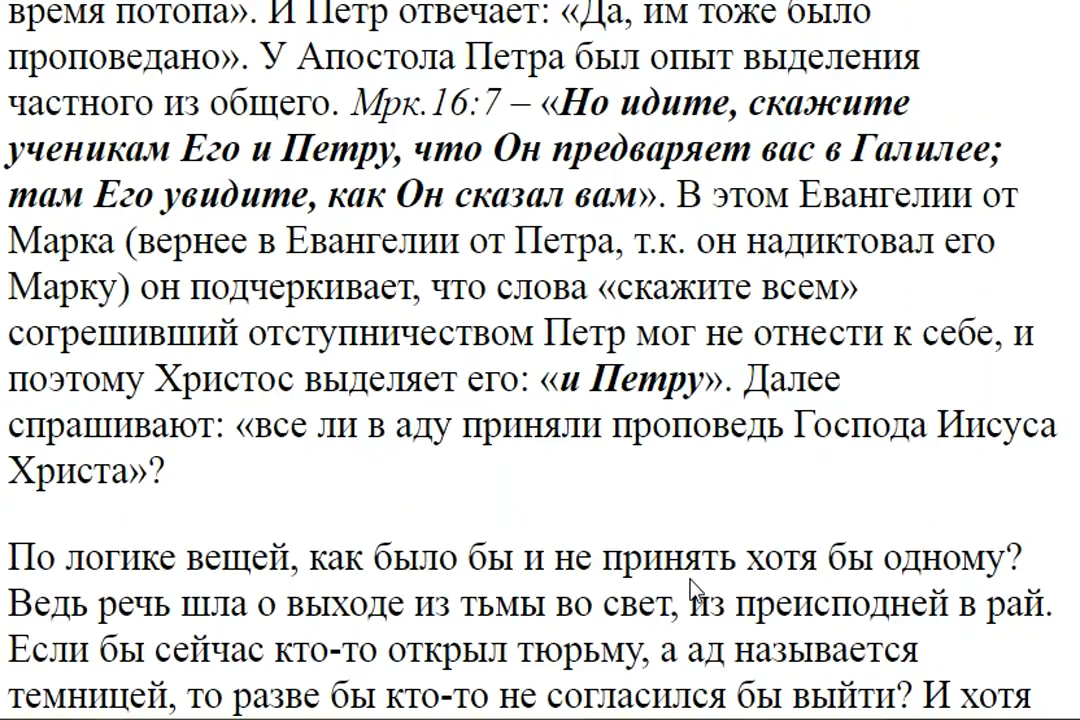 время потопа». И Петр отвечает: «Да, им тоже было
проповедано». У Апостола Петра был опыт выделения
частного из общего. Мрк.16:7 – «Но идите, скажите
ученикам Его и Петру, что Он предваряет вас в Галилее;
там Его увидите, как Он сказал вам». В этом Евангелии от
Марка (вернее в Евангелии от Петра, т.к. он надиктовал его
Марку) он подчеркивает, что слова «скажите всем»
согрешивший отступничеством Петр мог не отнести к себе, и
поэтому Христос выделяет его: «и Петру». Далее
спрашивают: «все ли в аду приняли проповедь Господа Иисуса
Христа»?
По логике вещей, как было бы и не принять хотя бы одному?
Ведь речь шла о выходе из тьмы во свет, из преисподней в рай.
Если бы сейчас кто-то открыл тюрьму, а ад называется
темницей, то разве бы кто-то не согласился бы выйти? И хотя